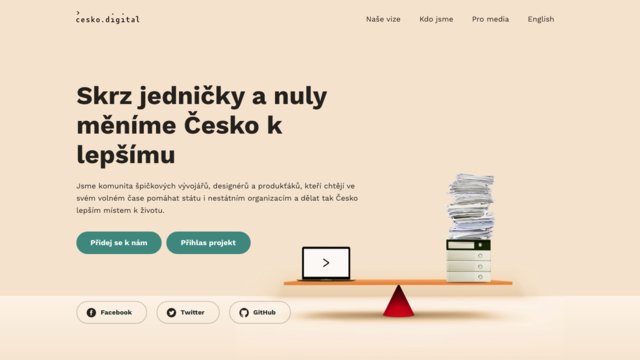 česko.digital
Naše vize
Kdo jsme
Pro media
English
Skrz jedničky a nuly
měníme Česko k
lepšímu
Jsme komunita špičkových vývojářů, designérů a produkťáků, kteří chtějí ve
svém volném čase pomáhat státu i nestátním organizacím a dělat tak Česko
lepším místem k životu.
Přidej se k nám
Přihlas projekt
Facebook
Twitter
GitHub